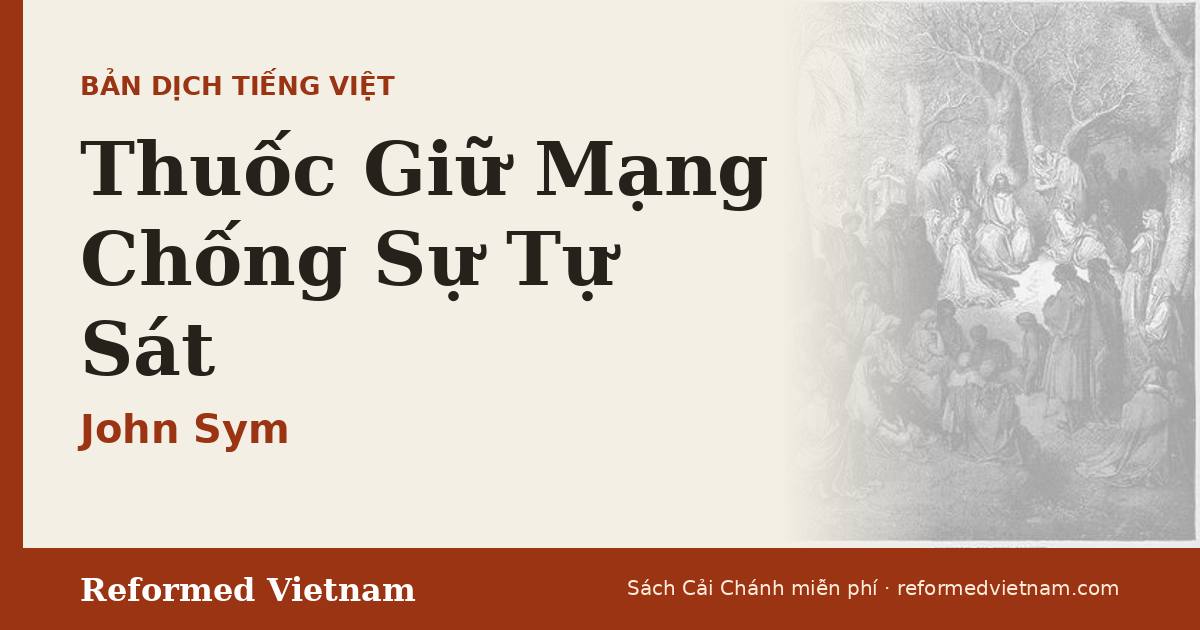 BẢN DỊCH TIẾNG VIỆT
Thuốc Giữ Mạng
Chống Sự Tự
Sát
John Sym
Reformed Vietnam
Sách Cải Chánh miễn phí · reformedvietnam.com